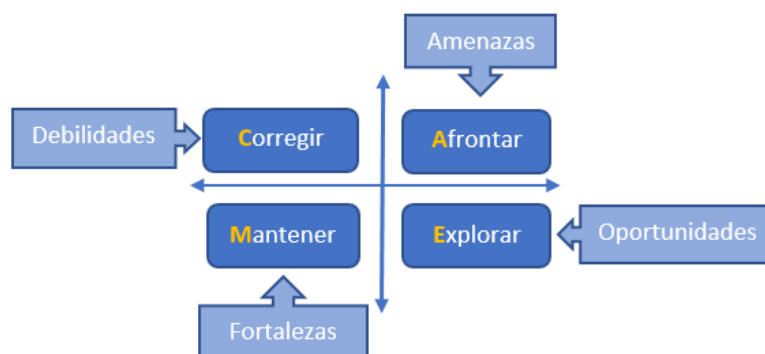 Amenazas
Debilidades
Corregir
Afrontar
Mantener
Explorar
Oportunidades
Fortalezas